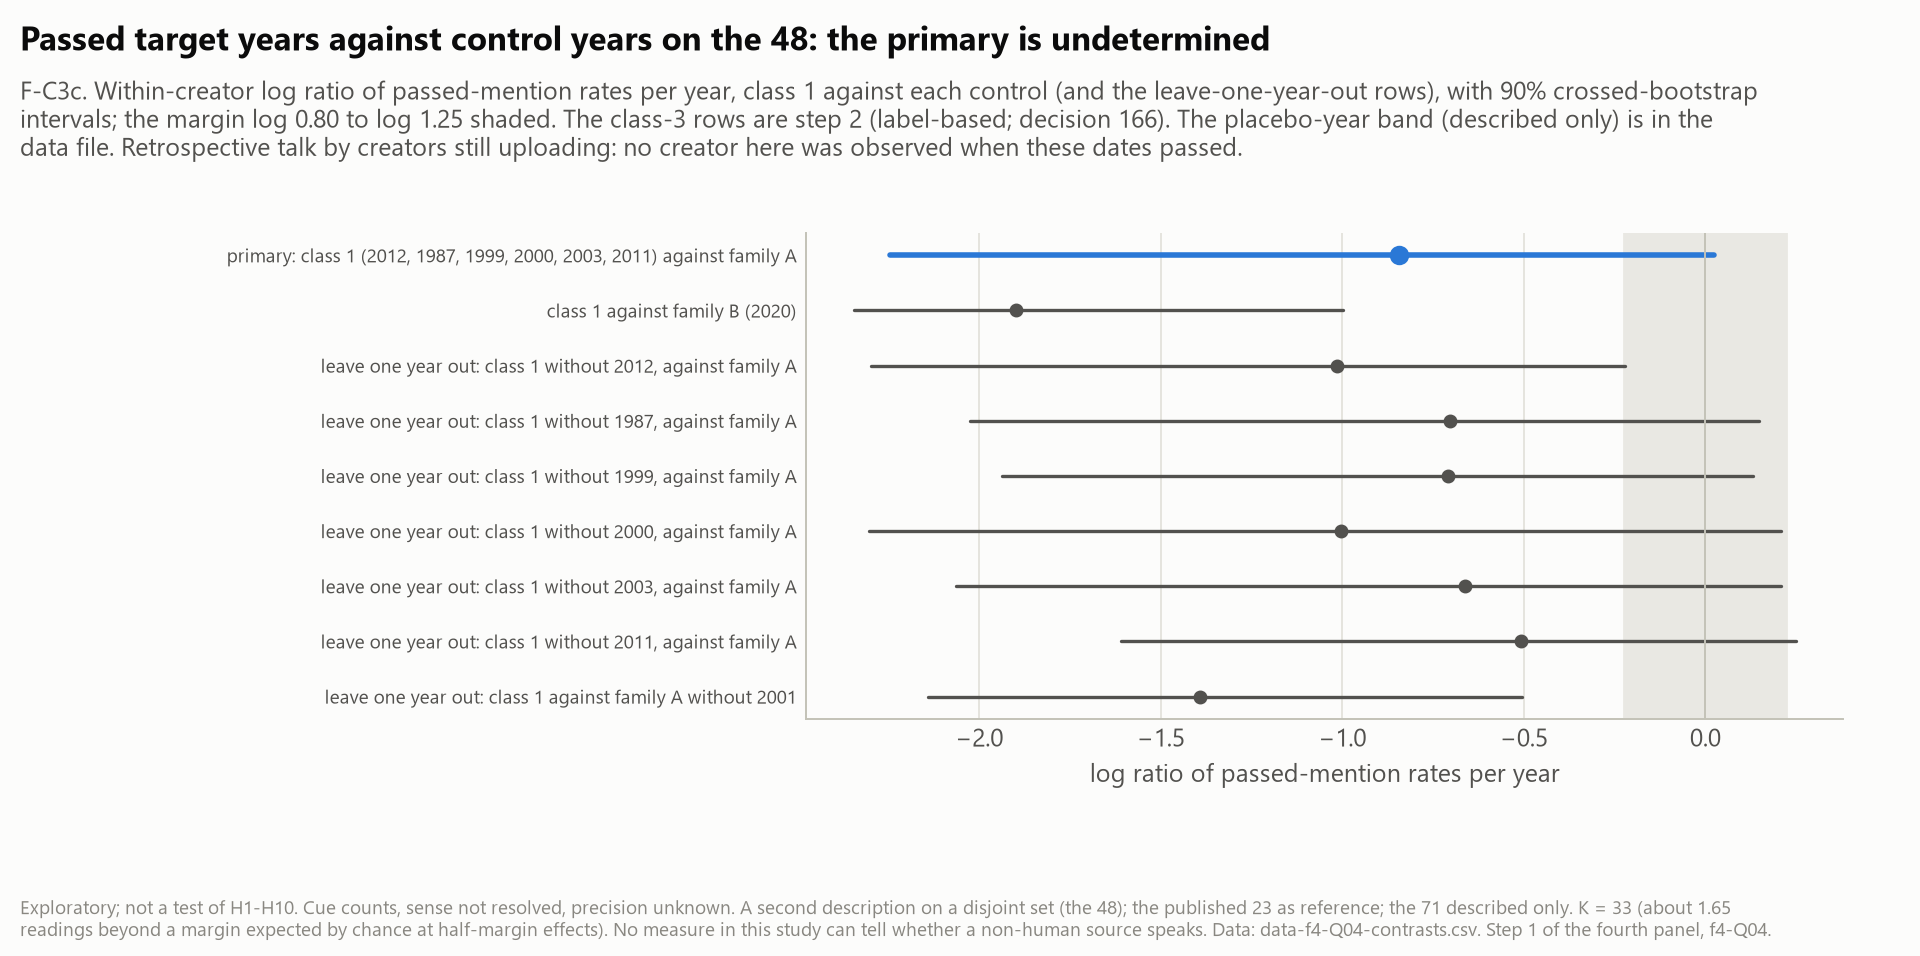 Passed target years against control years on the 48: the primary is undetermined
F-C3c. Within-creator log ratio of passed-mention rates per year, class 1 against each control (and the leave-one-year-out rows), with 90% crossed-bootstrap
intervals; the margin log 0.80 to log 1.25 shaded. The class-3 rows are step 2 (label-based; decision 166). The placebo-year band (described only) is in the
data file. Retrospective talk by creators still uploading: no creator here was observed when these dates passed.
primary: class 1 (2012, 1987, 1999, 2000, 2003, 2011) against family A
class 1 against family B (2020)
leave one year out: class 1 without 2012, against family A
leave one year out: class 1 without 1987, against family A
leave one year out: class 1 without 1999, against family A
leave one year out: class 1 without 2000, against family A
leave one year out: class 1 without 2003, against family A
leave one year out: class 1 without 2011, against family A
leave one year out: class 1 against family A without 2001
−2.0 −1.5 −1.0 −0.5 0.0
log ratio of passed-mention rates per year
Exploratory; not a test of H1-H10. Cue counts, sense not resolved, precision unknown. A second description on a disjoint set (the 48); the published 23 as reference; the 71 described only. K = 33 (about 1.65
readings beyond a margin expected by chance at half-margin effects). No measure in this study can tell whether a non-human source speaks. Data: data-f4-Q04-contrasts.csv. Step 1 of the fourth panel, f4-Q04.